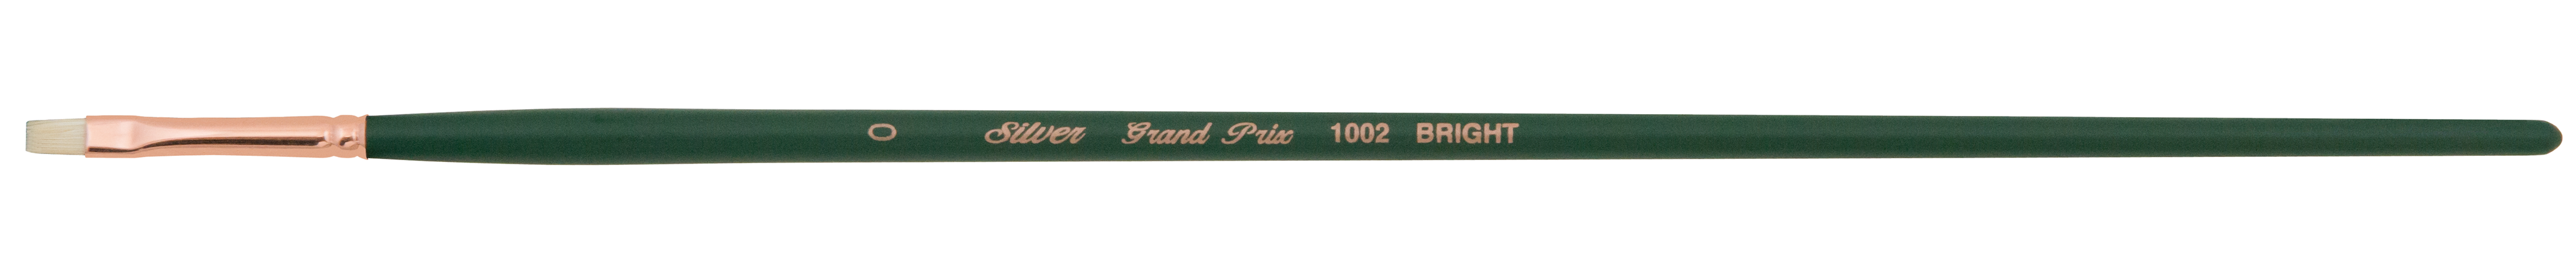 0 Silver Grand Prix 1002 BRIGHT